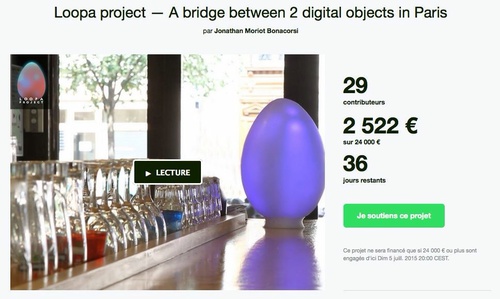 Loopa project — A bridge between 2 digital objects in Paris
par Jonathan Moriot Bonacorsi
LOOPA
PROJECT
LECTURE
29
contributeurs
2 522 €
sur 24 000 €
36
jours restants
Je soutiens ce projet
Ce projet ne sera financé que si 24 000 € ou plus sont
engagés d'ici Dim 5 juill. 2015 20:00 CEST.